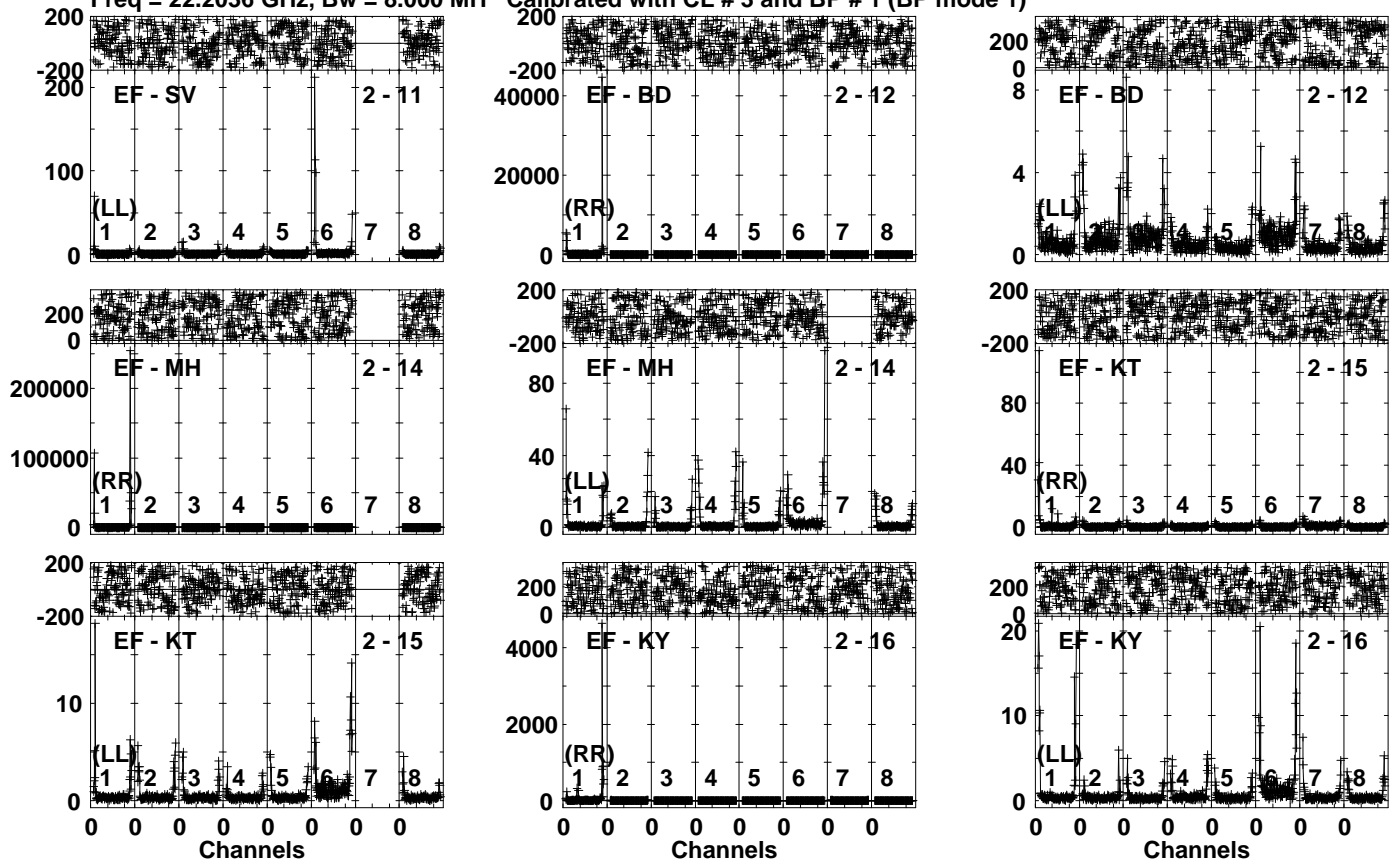 Freq = GHz, Bw = 8.000 MH Calibrated with CL # and BP # 1 (BP mode 1)
200
-200
200
EF - SV 2 - 11
100
(LL)
1 2 3 4 5 6 7 8
0
200
-200
EF - BD 2 - 12
40000
20000
(RR)
1 2 3 4 5 6 7 8
0
200
0
EF - BD 2 - 12
8
4
(LL)
1 2 3 4 5 6 7 8
0
200
0
EF - MH 2 - 14
200000
100000
(RR)
1 2 3 4 5 6 7 8
0
200
-200
EF - MH 2 - 14
80
40
(LL)
1 2 3 4 5 6 7 8
0
200
-200
EF - KT 2 - 15
80
40
(RR)
1 2 3 4 5 6 7 8
0
200
-200
EF - KT 2 - 15
10
(LL)
1 2 3 4 5 6 7 8
0
0 0 0 0 0 0 0 0
Channels
200
0
EF - KY 2 - 16
4000
2000
(RR)
1 2 3 4 5 6 7 8
0
0 0 0 0 0 0 0 0
Channels
200
0
20
EF - KY 2 - 16
10
(LL)
1 2 3 4 5 6 7 8
0
0 0 0 0 0 0 0 0
Channels